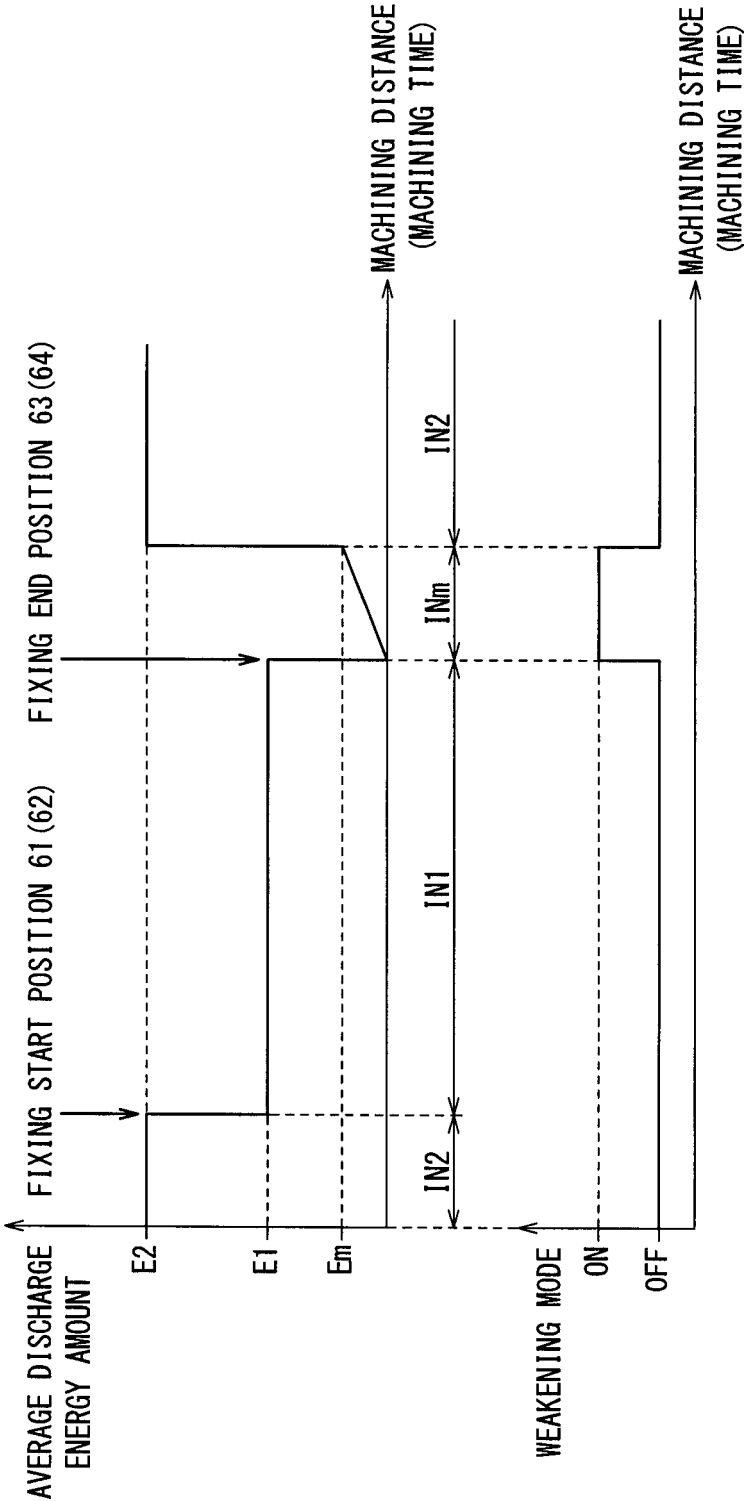 AVERAGE DISCHARGE
ENERGY AMOUNT
FIXING START POSITION 61(62)
FIXING END POSITION 63(64)
E2
E1
Em
MACHINING DISTANCE
(MACHINING TIME)
IN2
IN1
INm
IN2
WEAKENING MODE
ON
OFF
MACHINING DISTANCE
(MACHINING TIME)